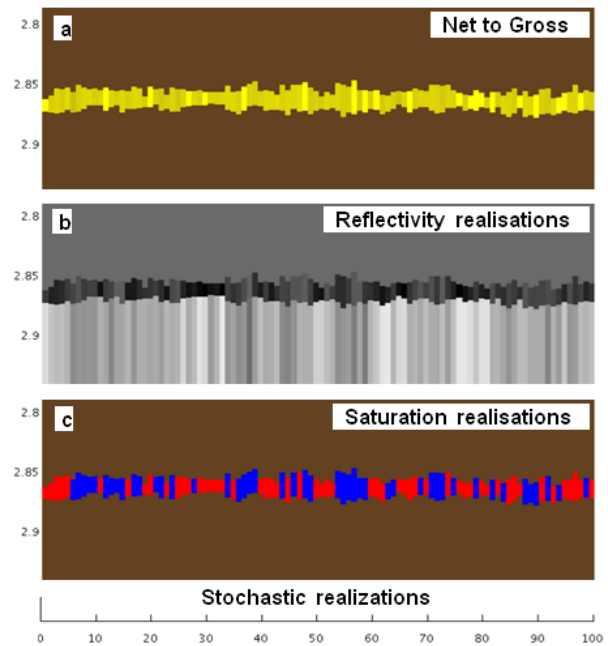 2.8
a
Net to Gross
2.85
2.9
2.8
b
Reflectivity realisations
2.85
2.9
2.8
c
Saturation realisations
2.85
2.9
Stochastic realizations
0 10 20 30 40 50 60 70 80 90 100